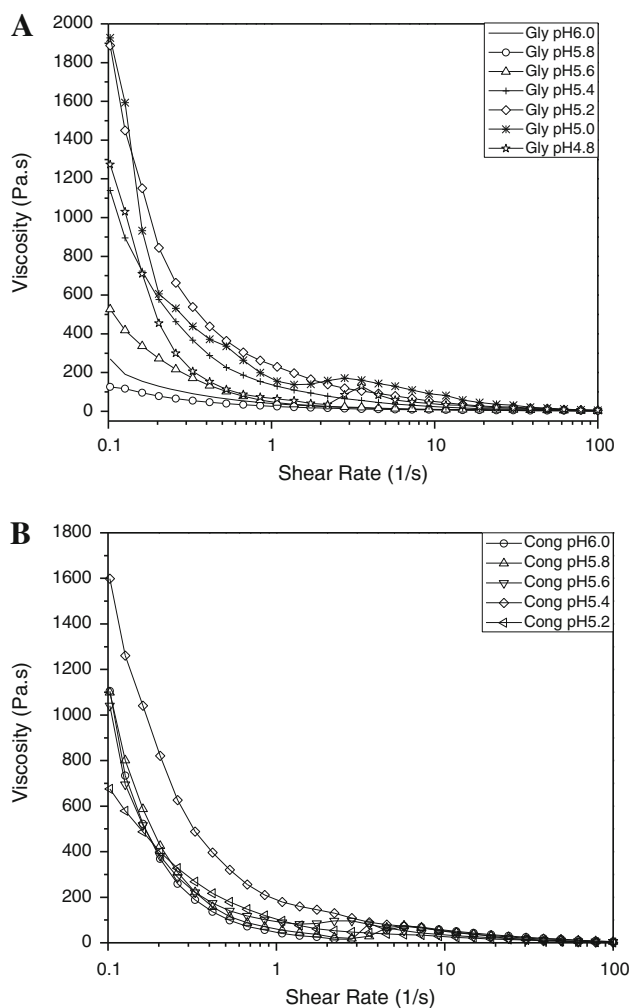 A
2000
1800
1600
1400
1200
1000
800
600
400
200
0
Viscosity (Pa.s)
Gly pH6.0
Gly pH5.8
Gly pH5.6
Gly pH5.4
Gly pH5.2
Gly pH5.0
Gly pH4.8
0.1 1 10 100
Shear Rate (1/s)
B
1800
1600
1400
1200
1000
800
600
400
200
0
Viscosity (Pa.s)
Cong pH6.0
Cong pH5.8
Cong pH5.6
Cong pH5.4
Cong pH5.2
0.1 1 10 100
Shear Rate (1/s)